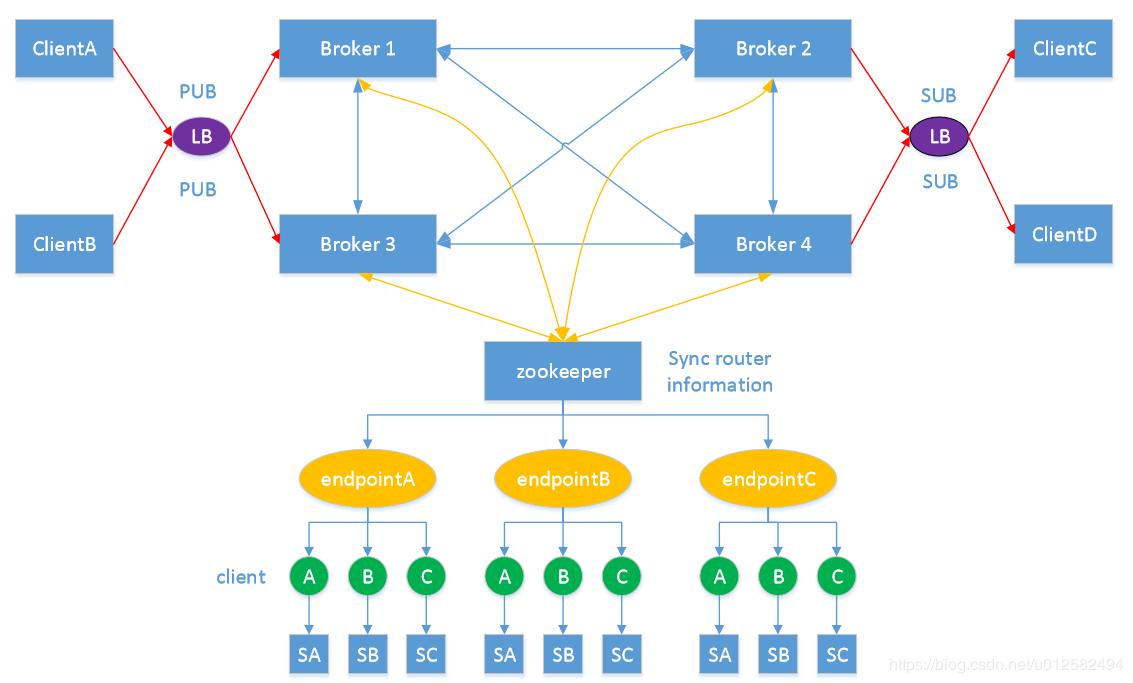 ClientA
Broker 1
Broker 2
ClientC
PUB
SUB
LB
LB
PUB
SUB
ClientB
Broker 3
Broker 4
ClientD
zookeeper
Sync router
information
endpointA
endpointB
endpointC
client
A
B
C
A
B
C
A
B
C
SA
SB
SC
SA
SB
SC
SA
SB
SC
https://blog.csdn.net/u012582494